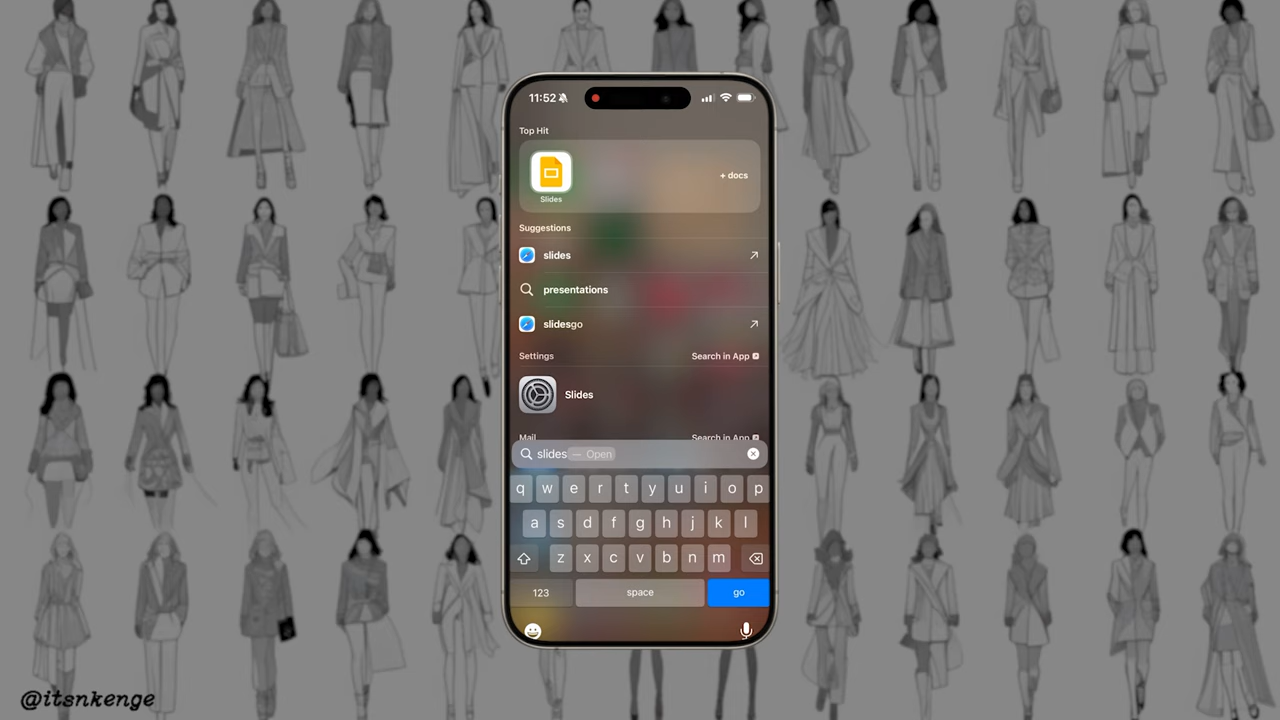 11:52
Top Hit
Slides
+ docs
Suggestions
slides
presentations
slidesgo
Settings
Search in App
Slides
Mail
Search in App
slides — Open
q w e r t y u i o p
a s d f g h j k l
z x c v b n m
123
space
go
@itsnkenge